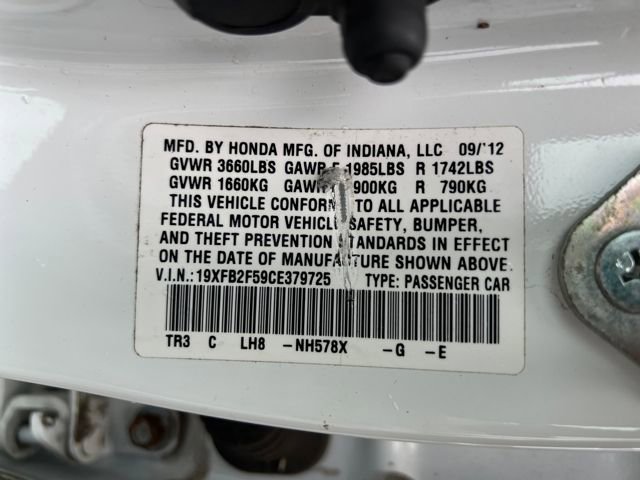 MFD. BY HONDA MFG. OF INDIANA, LLC 09/'12
GVWR 3660LBS GAWR F 1985LBS R 1742LBS
GVWR 1660KG GAWR 900KG R 790KG
THIS VEHICLE CONFORMS TO ALL APPLICABLE
FEDERAL MOTOR VEHICLE SAFETY, BUMPER,
AND THEFT PREVENTION STANDARDS IN EFFECT
ON THE DATE OF MANUFACTURE SHOWN ABOVE.
V.I.N.:19XFB2F59CE379725 TYPE: PASSENGER CAR
TR3 C LH8 -NH578X -G -E